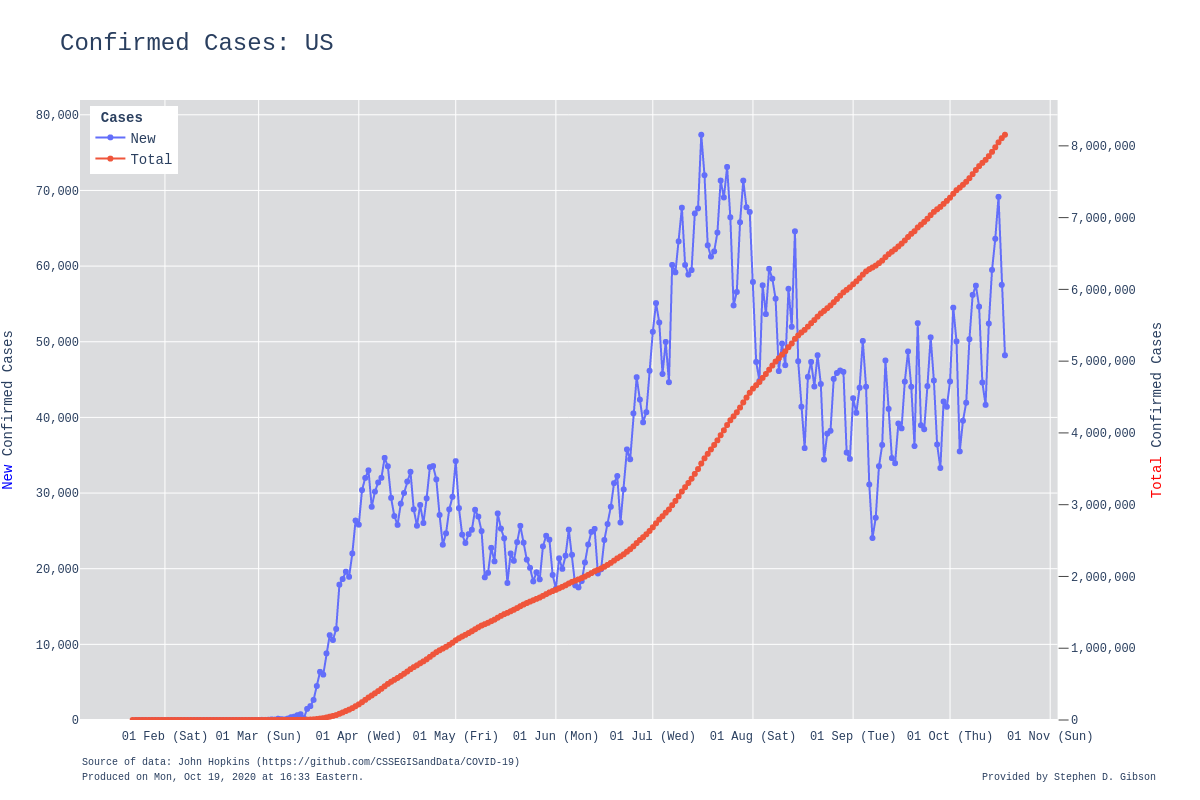 Confirmed Cases: US
Cases
New
Total
80,000
70,000
60,000
50,000
40,000
30,000
20,000
10,000
0
New Confirmed Cases
8,000,000
7,000,000
6,000,000
5,000,000
4,000,000
3,000,000
2,000,000
1,000,000
0
Total Confirmed Cases
01 Feb (Sat) 01 Mar (Sun) 01 Apr (Wed) 01 May (Fri) 01 Jun (Mon) 01 Jul (Wed) 01 Aug (Sat) 01 Sep (Tue) 01 Oct (Thu) 01 Nov (Sun)
Source of data: John Hopkins (https://github.com/CSSEGISandData/COVID-19)
Produced on Mon, Oct 19, 2020 at 16:33 Eastern.
Provided by Stephen D. Gibson